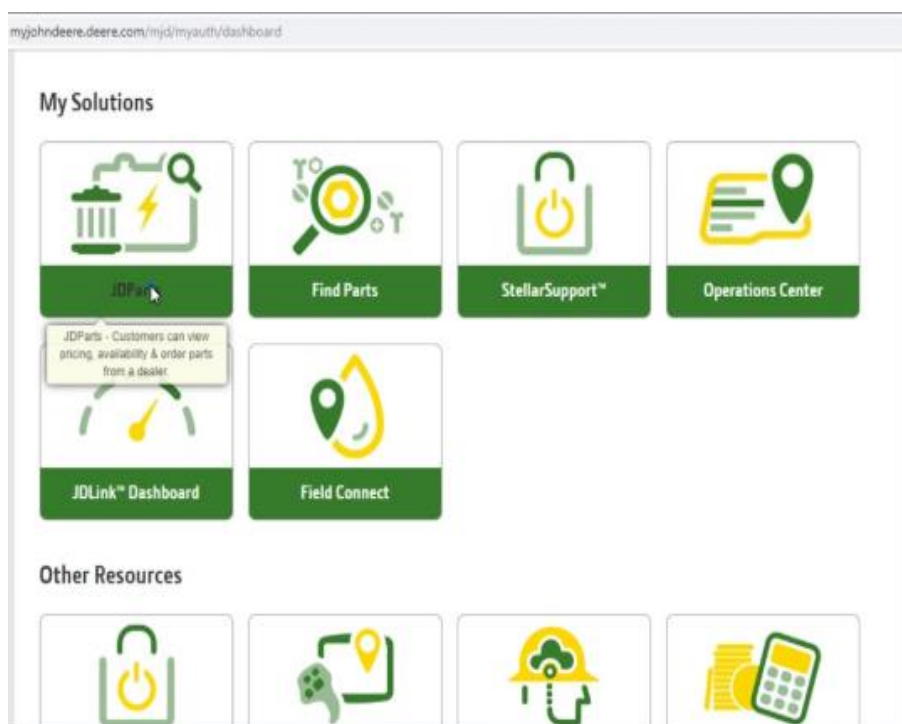 myjohndeere.deere.com/mjd/myauth/dashboard
My Solutions
JDParts
Find Parts
StellarSupport™
Operations Center
JDParts - Customers can view
pricing, availability & order parts
from a dealer.
JDLink™ Dashboard
Field Connect
Other Resources